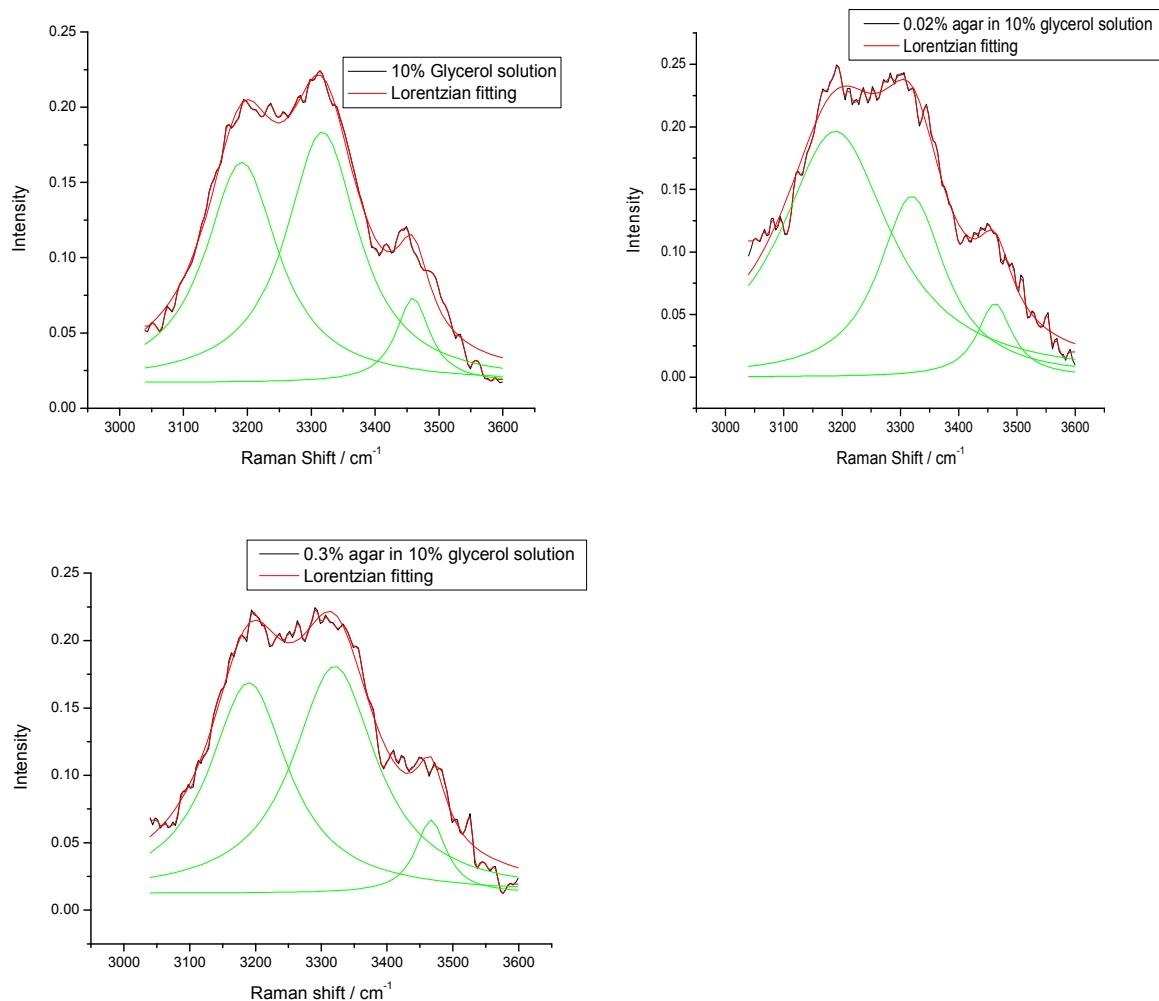 10% Glycerol solution
Lorentzian fitting
0.25
0.20
0.15
0.10
0.05
0.00
Intensity
3000 3100 3200 3300 3400 3500 3600
Raman Shift / cm⁻¹
0.02% agar in 10% glycerol solution
Lorentzian fitting
0.25
0.20
0.15
0.10
0.05
0.00
Intensity
3000 3100 3200 3300 3400 3500 3600
Raman Shift / cm⁻¹
0.3% agar in 10% glycerol solution
Lorentzian fitting
0.25
0.20
0.15
0.10
0.05
0.00
Intensity
3000 3100 3200 3300 3400 3500 3600
Raman shift / cm⁻¹